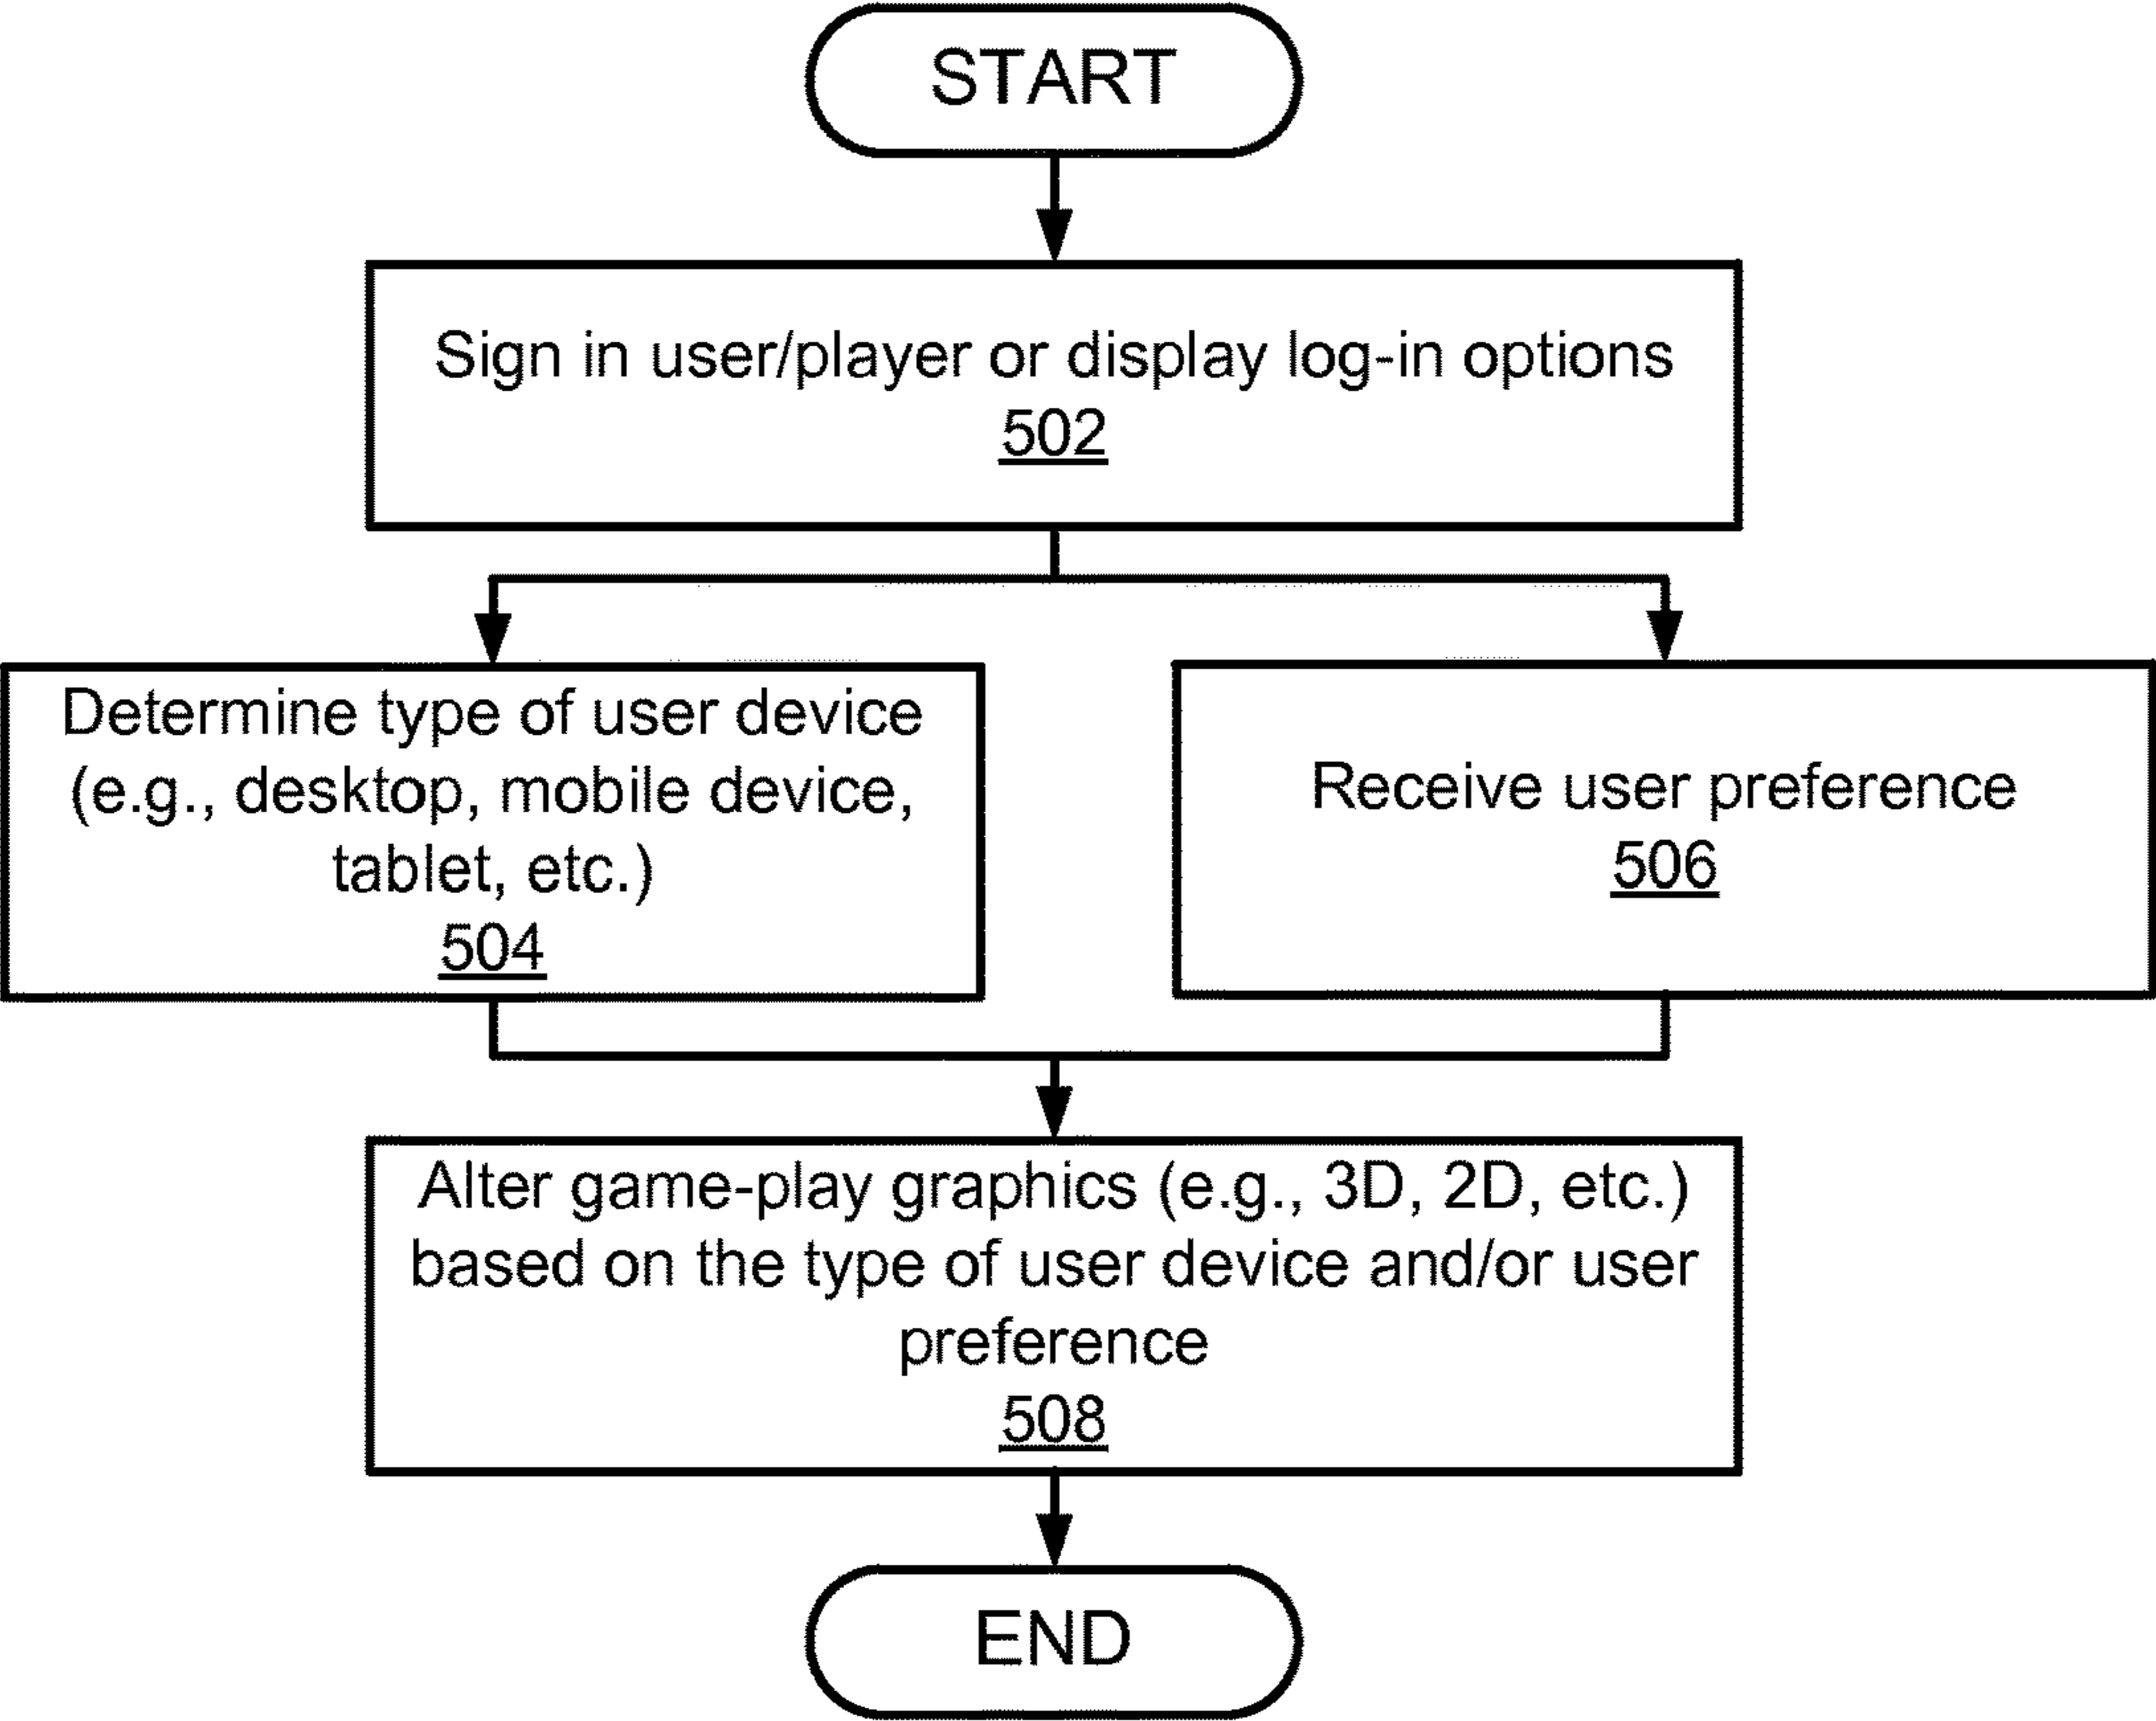 START
Sign in user/player or display log-in options
502
Determine type of user device
(e.g., desktop, mobile device,
tablet, etc.)
504
Receive user preference
506
Alter game-play graphics (e.g., 3D, 2D, etc.)
based on the type of user device and/or user
preference
508
END